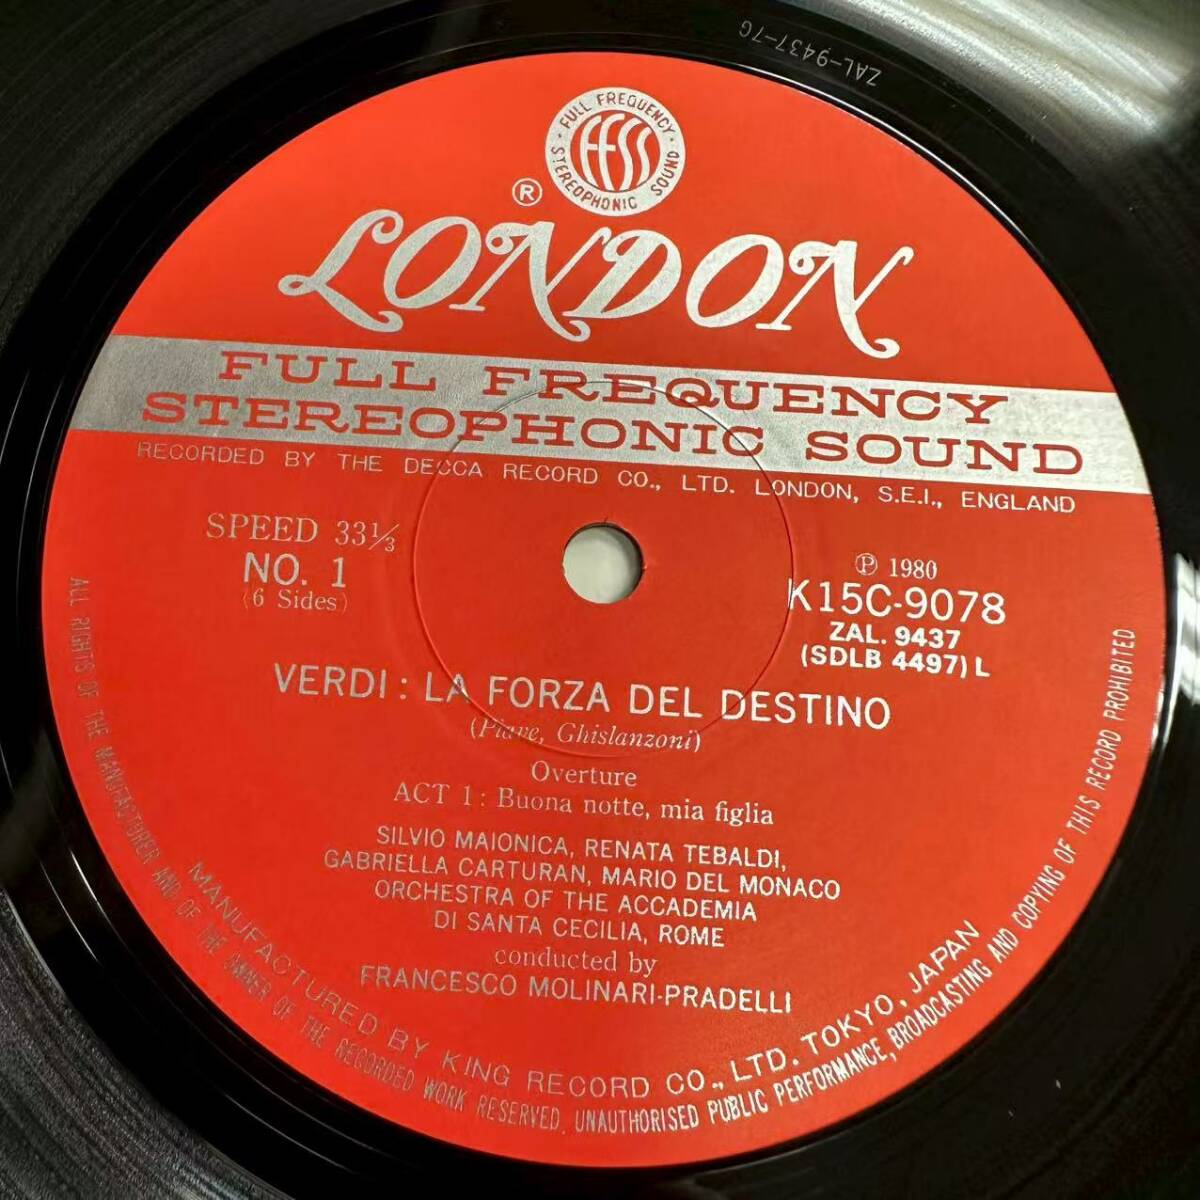 ZAL-9437-7G
FULL FREQUENCY
FFSS
STEREOPHONIC SOUND
®
LONDON
FULL FREQUENCY
STEREOPHONIC SOUND
RECORDED BY THE DECCA RECORD CO., LTD. LONDON, S.E.I., ENGLAND
SPEED 33⅓
NO. 1
(6 Sides)
℗ 1980
K15C-9078
ZAL. 9437
(SDLB 4497) L
VERDI : LA FORZA DEL DESTINO
(Piave, Ghislanzoni)
Overture
ACT 1 : Buona notte, mia figlia
SILVIO MAIONICA, RENATA TEBALDI,
GABRIELLA CARTURAN, MARIO DEL MONACO
ORCHESTRA OF THE ACCADEMIA
DI SANTA CECILIA, ROME
conducted by
FRANCESCO MOLINARI-PRADELLI
MANUFACTURED BY KING RECORD CO., LTD. TOKYO, JAPAN
ALL RIGHTS OF THE MANUFACTURER AND OF THE OWNER OF THE RECORDED WORK RESERVED. UNAUTHORISED PUBLIC PERFORMANCE, BROADCASTING AND COPYING OF THIS RECORD PROHIBITED